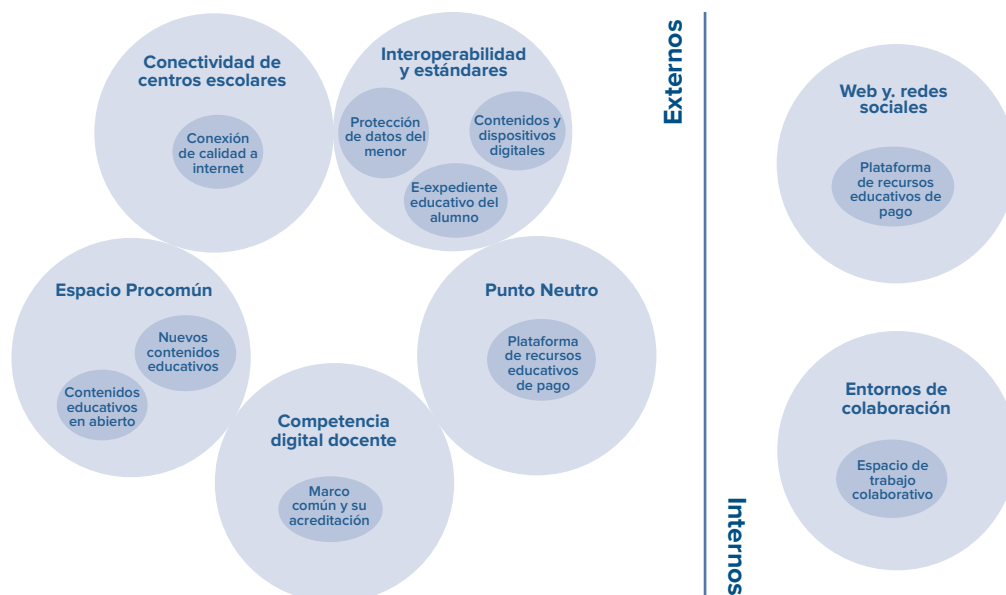 Conectividad de
centros escolares
Conexión
de calidad a
internet
Interoperabilidad
y estándares
Protección
de datos del
menor
Contenidos y
dispositivos
digitales
E-expediente
educativo del
alumno
Espacio Procomún
Nuevos
contenidos
educativos
Contenidos
educativos
en abierto
Punto Neutro
Plataforma
de recursos
educativos
de pago
Competencia
digital docente
Marco
común y su
acreditación
Externos
Internos
Web y. redes
sociales
Plataforma
de recursos
educativos de
pago
Entornos de
colaboración
Espacio de
trabajo
colaborativo